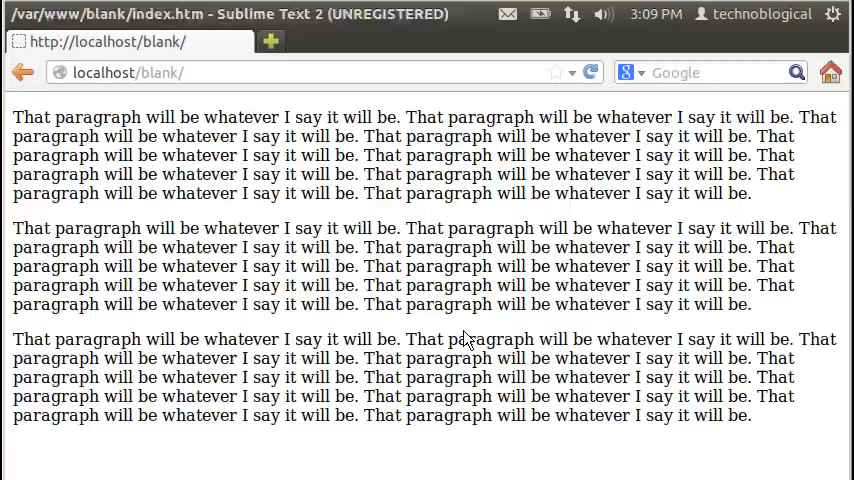 /var/www/blank/index.htm - Sublime Text 2 (UNREGISTERED) 3:09 PM technoblogical
http://localhost/blank/
localhost/blank/ Google
That paragraph will be whatever I say it will be. That paragraph will be whatever I say it will be. That
paragraph will be whatever I say it will be. That paragraph will be whatever I say it will be. That
paragraph will be whatever I say it will be. That paragraph will be whatever I say it will be. That
paragraph will be whatever I say it will be. That paragraph will be whatever I say it will be. That
paragraph will be whatever I say it will be. That paragraph will be whatever I say it will be.
That paragraph will be whatever I say it will be. That paragraph will be whatever I say it will be. That
paragraph will be whatever I say it will be. That paragraph will be whatever I say it will be. That
paragraph will be whatever I say it will be. That paragraph will be whatever I say it will be. That
paragraph will be whatever I say it will be. That paragraph will be whatever I say it will be. That
paragraph will be whatever I say it will be. That paragraph will be whatever I say it will be.
That paragraph will be whatever I say it will be. That paragraph will be whatever I say it will be. That
paragraph will be whatever I say it will be. That paragraph will be whatever I say it will be. That
paragraph will be whatever I say it will be. That paragraph will be whatever I say it will be. That
paragraph will be whatever I say it will be. That paragraph will be whatever I say it will be. That
paragraph will be whatever I say it will be. That paragraph will be whatever I say it will be.